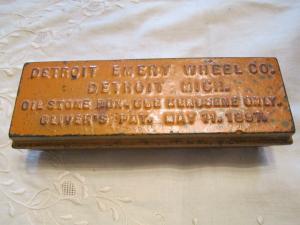 DETROIT EMERY WHEEL CO.
DETROIT MICH.
OIL STONE BOX, USE KEROSENE ONLY.
OLIVER'S PAT. MAY 11. 1897.